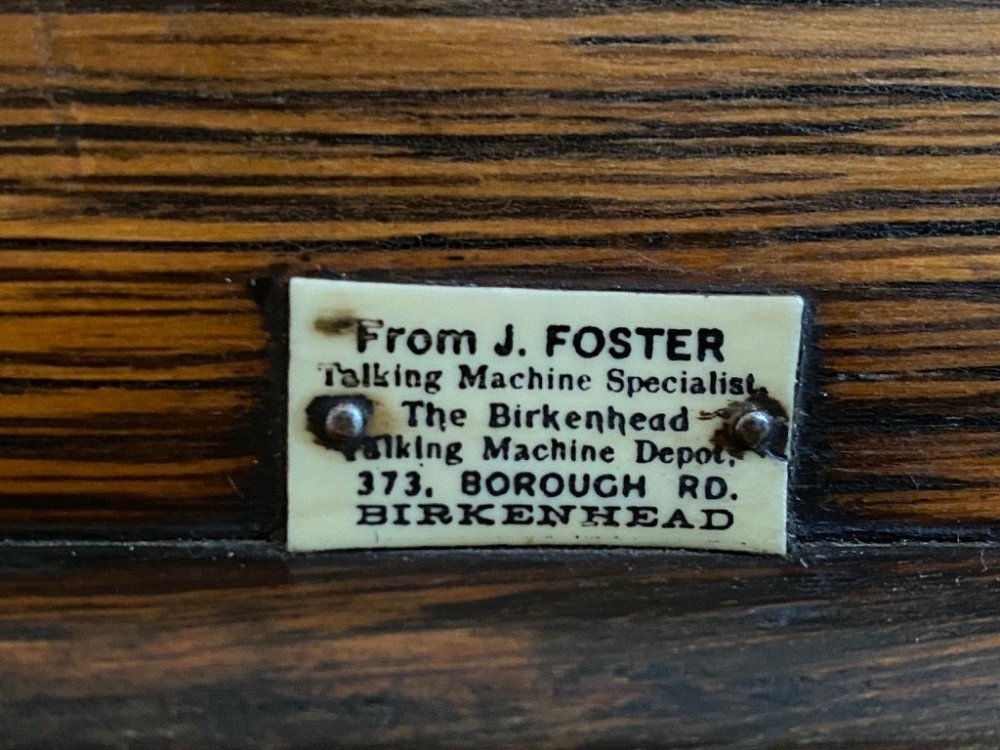 From J. FOSTER
Talking Machine Specialist.
The Birkenhead
Talking Machine Depot,
373, BOROUGH RD.
BIRKENHEAD